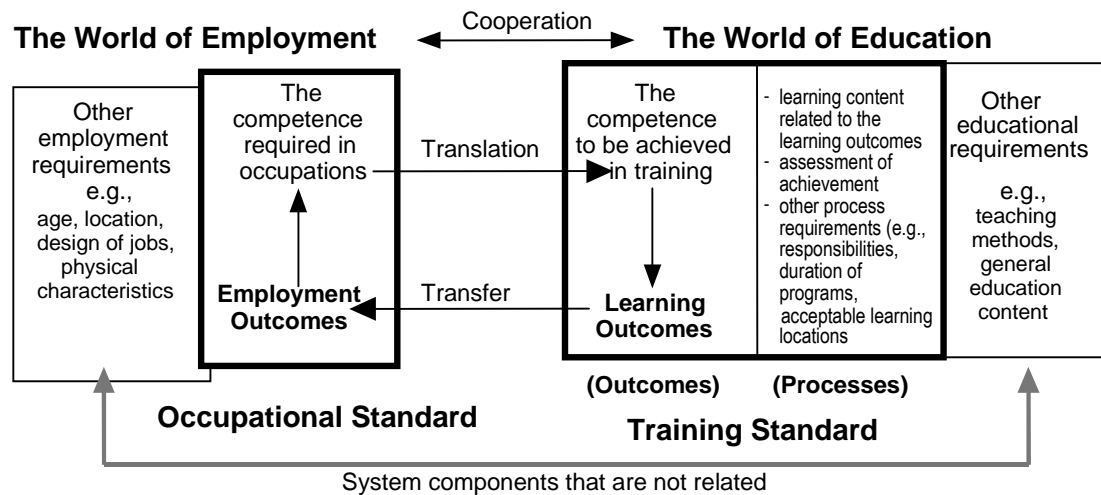 Cooperation
The World of Employment
The World of Education
Other
employment
requirements
e.g.,
age, location,
design of jobs,
physical
characteristics
The
competence
required in
occupations
Employment
Outcomes
Translation
Transfer
The
competence
to be achieved
in training
Learning
Outcomes
- learning content
related to the
learning outcomes
- assessment of
achievement
- other process
requirements (e.g.,
responsibilities,
duration of
programs,
acceptable learning
locations
Other
educational
requirements
e.g.,
teaching
methods,
general
education
content
(Outcomes)
(Processes)
Occupational Standard
Training Standard
System components that are not related